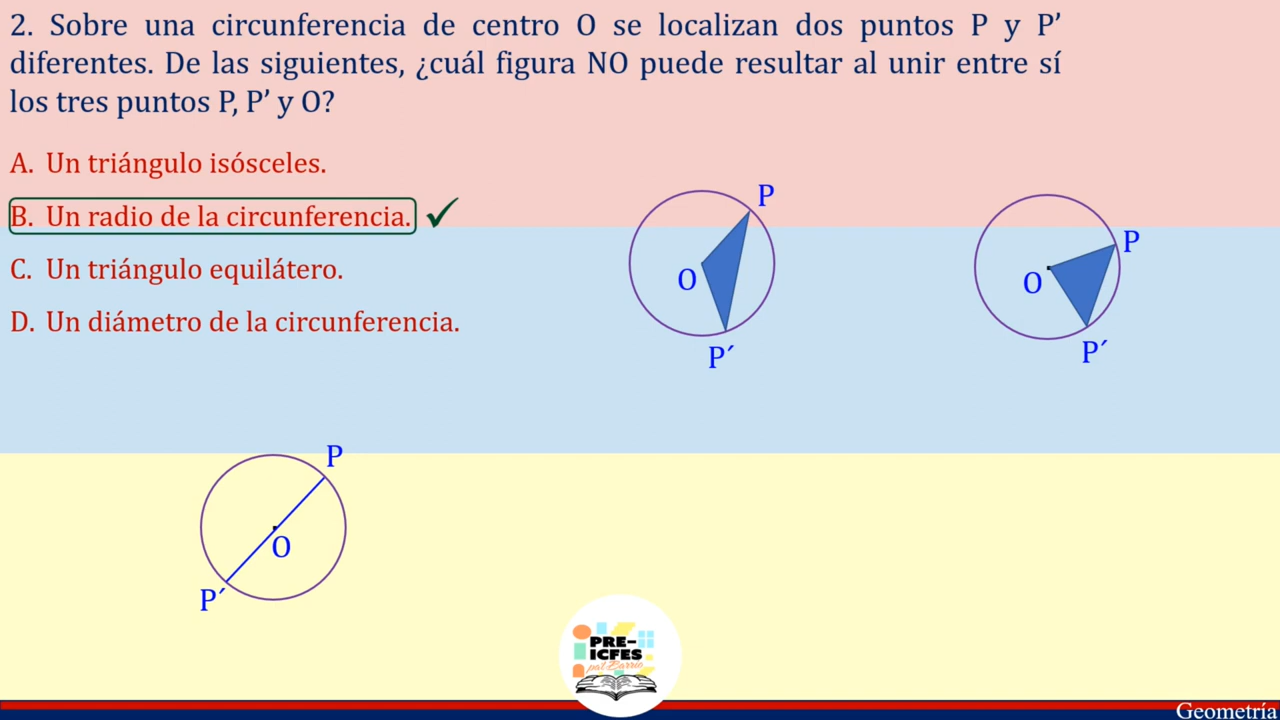 2. Sobre una circunferencia de centro O se localizan dos puntos P y P’
diferentes. De las siguientes, ¿cuál figura NO puede resultar al unir entre sí
los tres puntos P, P’ y O?
A. Un triángulo isósceles.
B. Un radio de la circunferencia.
C. Un triángulo equilátero.
D. Un diámetro de la circunferencia.
P
O
P´
P
O
P´
P
O
P´
PRE-
ICFES
pal Barrio
Geometría